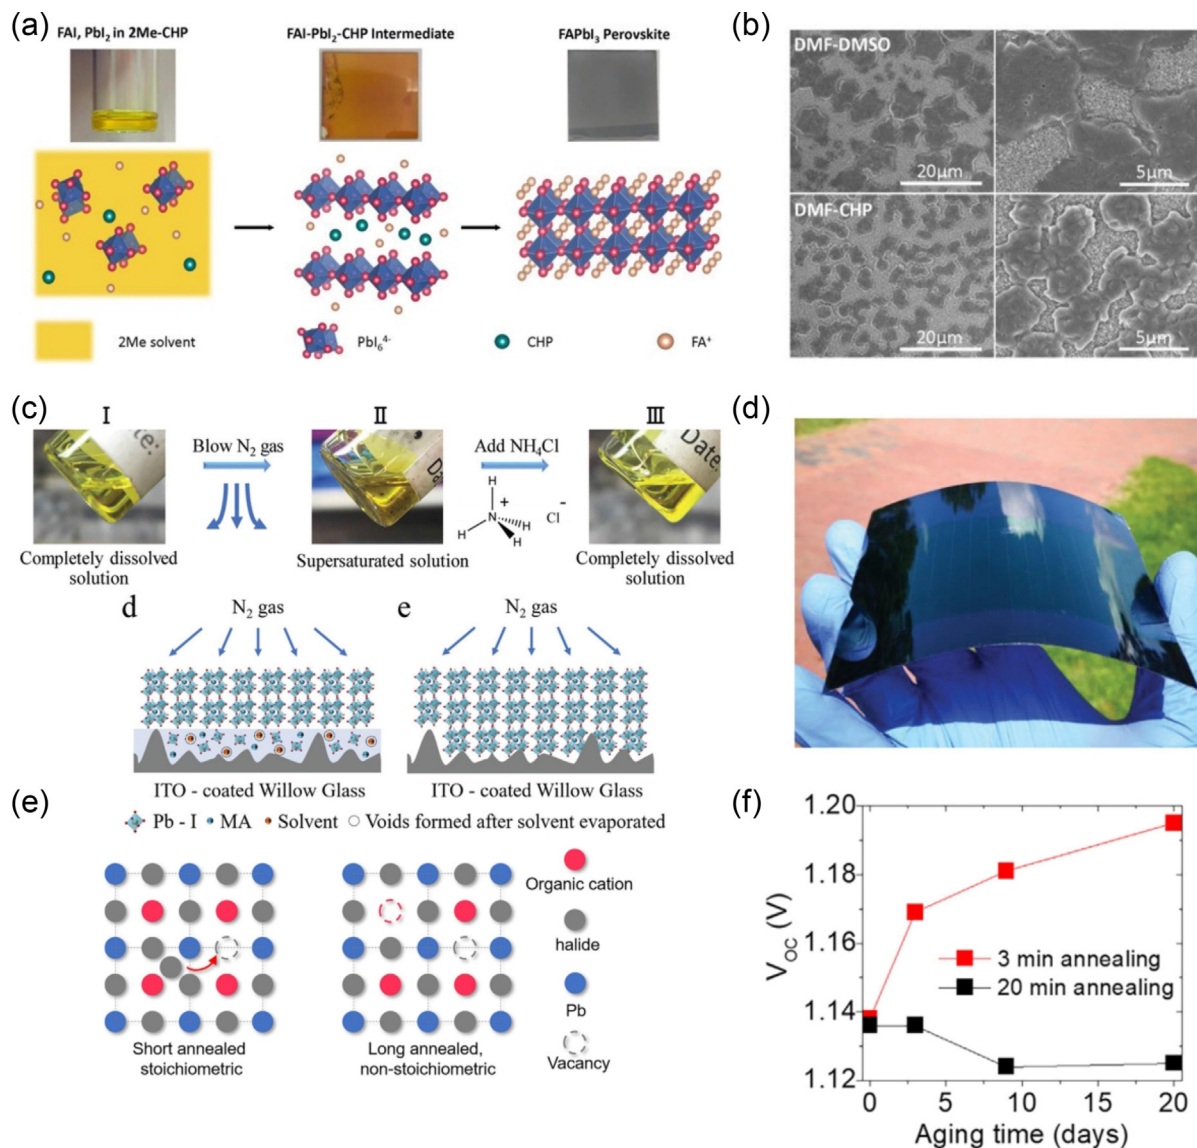 (a)
FAI, PbI2 in 2Me-CHP
FAI-PbI2-CHP Intermediate
FAPbI3 Perovskite
2Me solvent
PbI6⁴⁻
CHP
FA⁺
(b)
DMF-DMSO
20μm
5μm
DMF-CHP
20μm
5μm
(c)
I
II
III
Blow N2 gas
Add NH4Cl
te:
Da
Date:
H
N
+
H
H
H
Cl
-
Completely dissolved
solution
Supersaturated solution
Completely dissolved
solution
d
N2 gas
e
N2 gas
ITO - coated Willow Glass
ITO - coated Willow Glass
Pb - I
MA
Solvent
Voids formed after solvent evaporated
(d)
(e)
Organic cation
halide
Pb
Vacancy
Short annealed
stoichiometric
Long annealed,
non-stoichiometric
(f)
1.20
1.18
1.16
1.14
1.12
VOC (V)
3 min annealing
20 min annealing
0
5
10
15
20
Aging time (days)